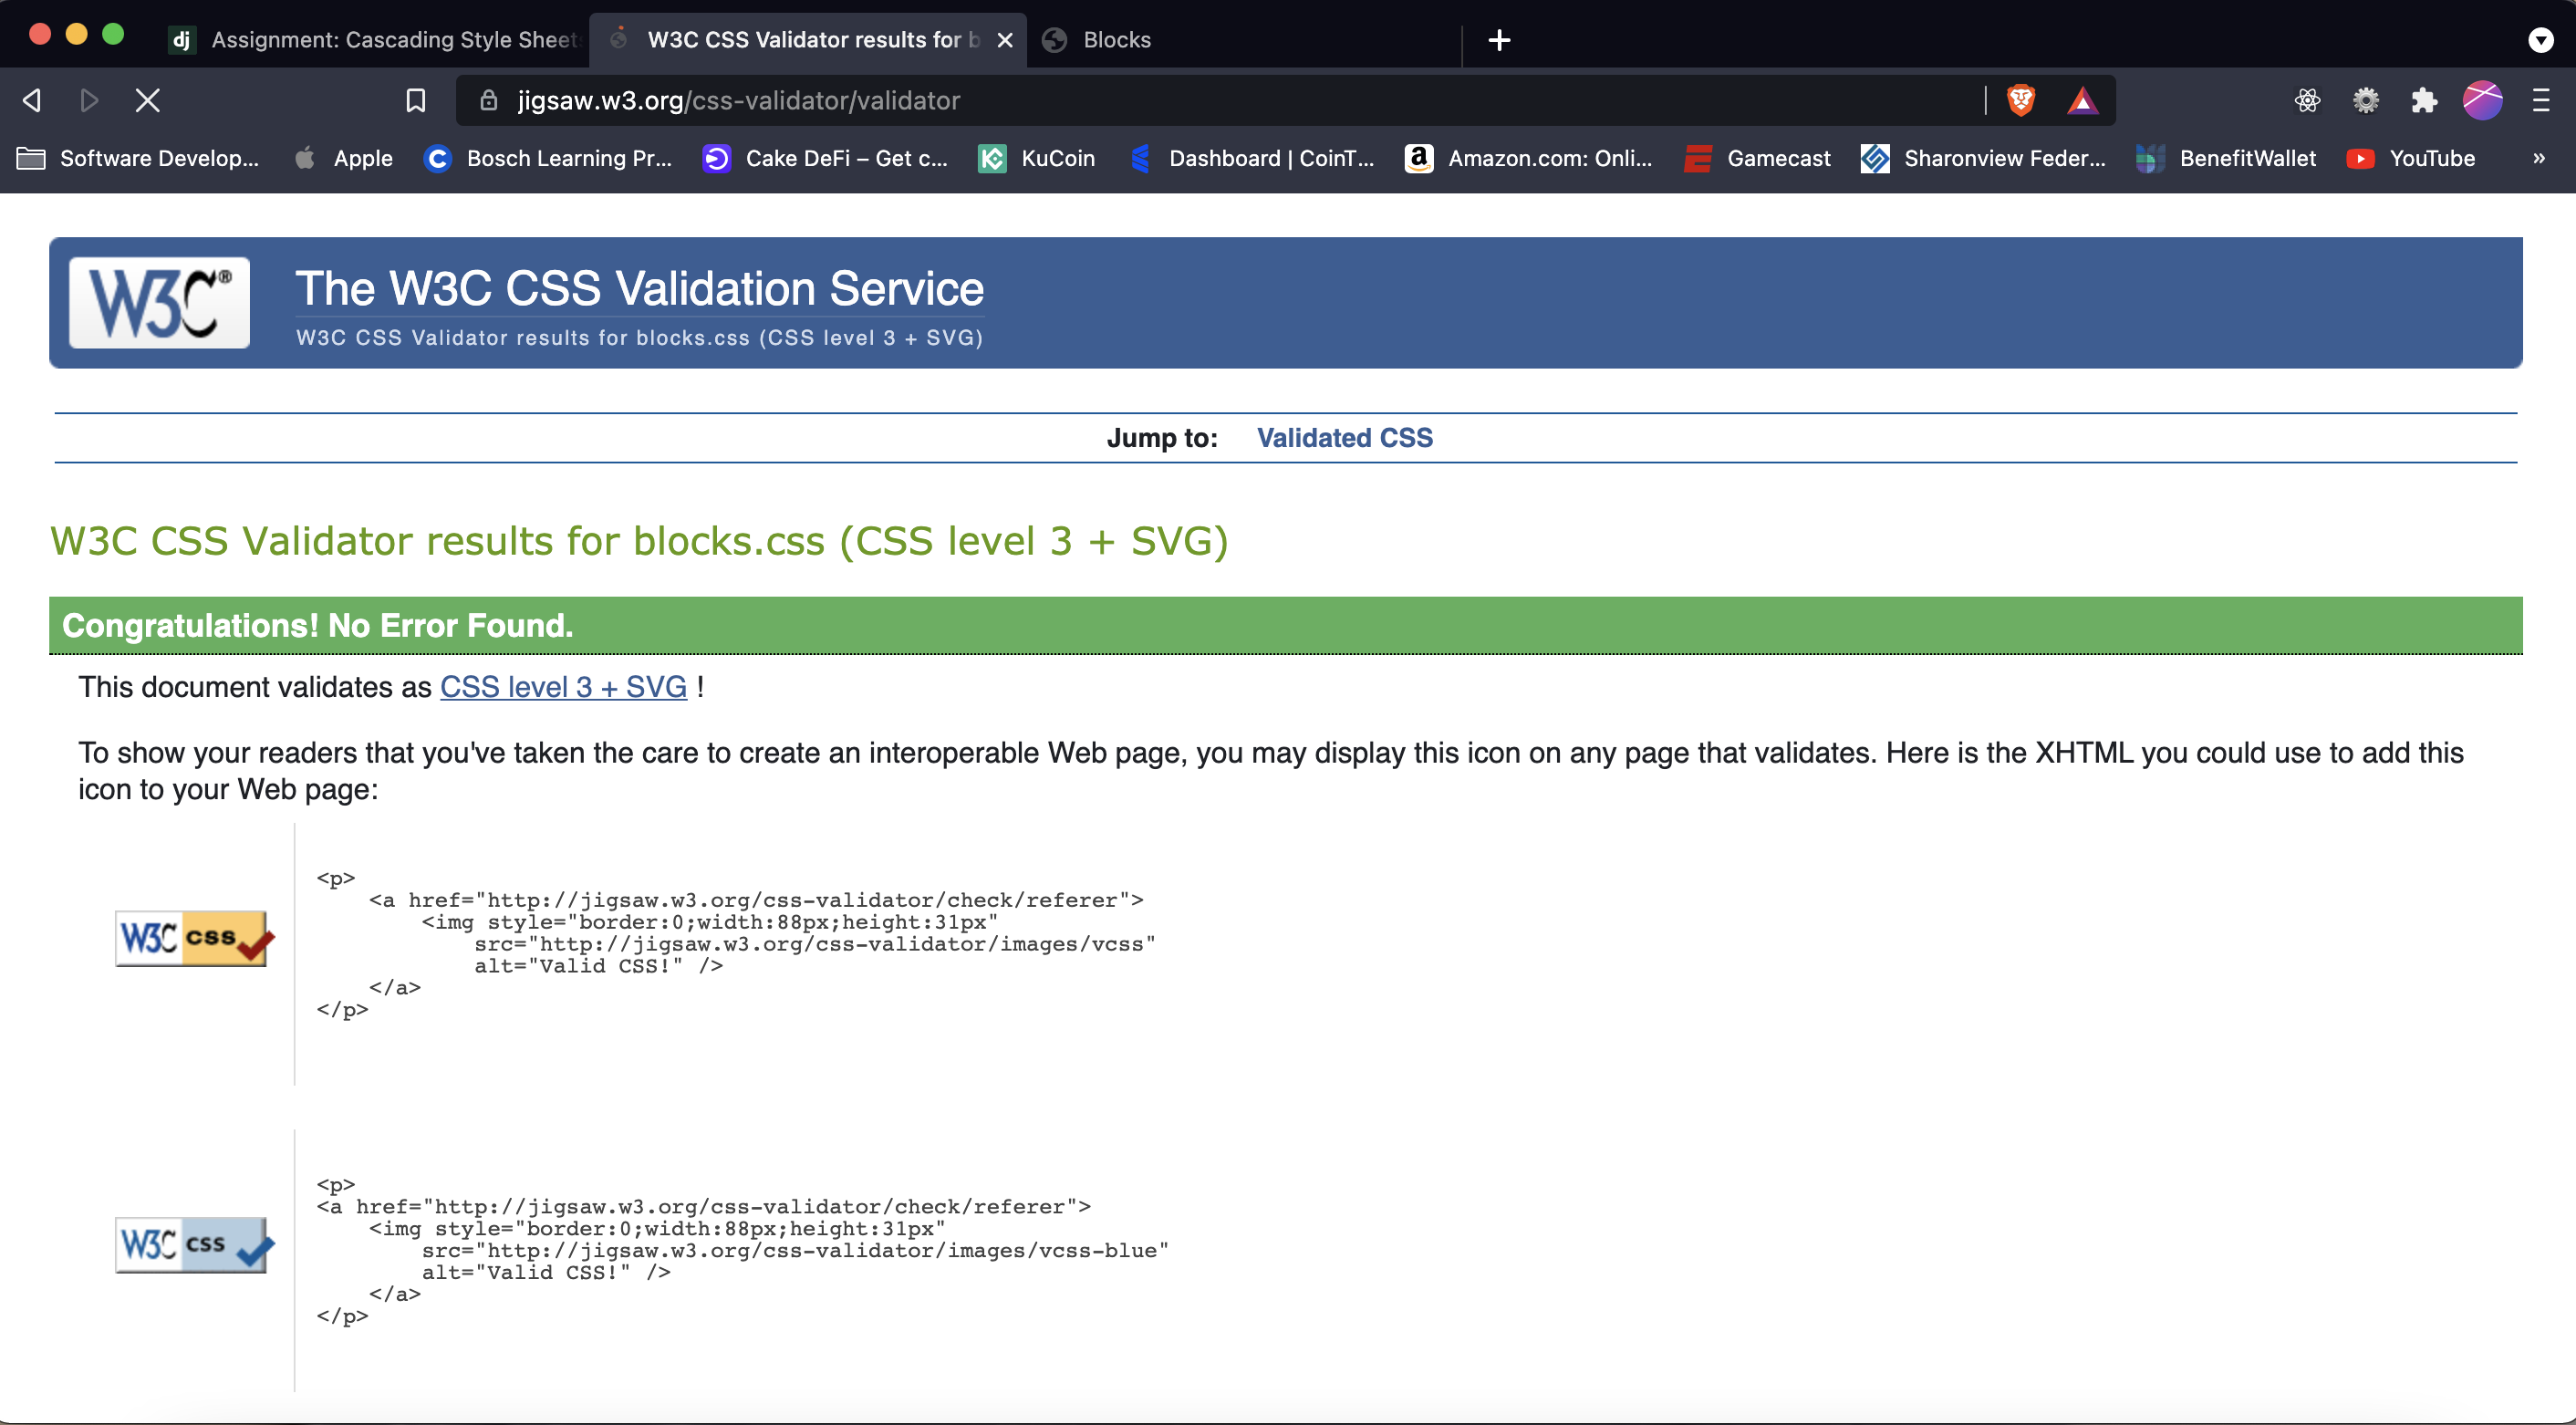 dj Assignment: Cascading Style Sheet
W3C CSS Validator results for b
Blocks
jigsaw.w3.org/css-validator/validator
Software Develop...
Apple
Bosch Learning Pr...
Cake DeFi – Get c...
KuCoin
Dashboard | CoinT...
Amazon.com: Onli...
Gamecast
Sharonview Feder...
BenefitWallet
YouTube
»
W3C®
The W3C CSS Validation Service
W3C CSS Validator results for blocks.css (CSS level 3 + SVG)
Jump to: Validated CSS
W3C CSS Validator results for blocks.css (CSS level 3 + SVG)
Congratulations! No Error Found.
This document validates as CSS level 3 + SVG !
To show your readers that you've taken the care to create an interoperable Web page, you may display this icon on any page that validates. Here is the XHTML you could use to add this
icon to your Web page:
W3C css
<p>
<a href="http://jigsaw.w3.org/css-validator/check/referer">
<img style="border:0;width:88px;height:31px"
src="http://jigsaw.w3.org/css-validator/images/vcss"
alt="Valid CSS!" />
</a>
</p>
W3C css
<p>
<a href="http://jigsaw.w3.org/css-validator/check/referer">
<img style="border:0;width:88px;height:31px"
src="http://jigsaw.w3.org/css-validator/images/vcss-blue"
alt="Valid CSS!" />
</a>
</p>